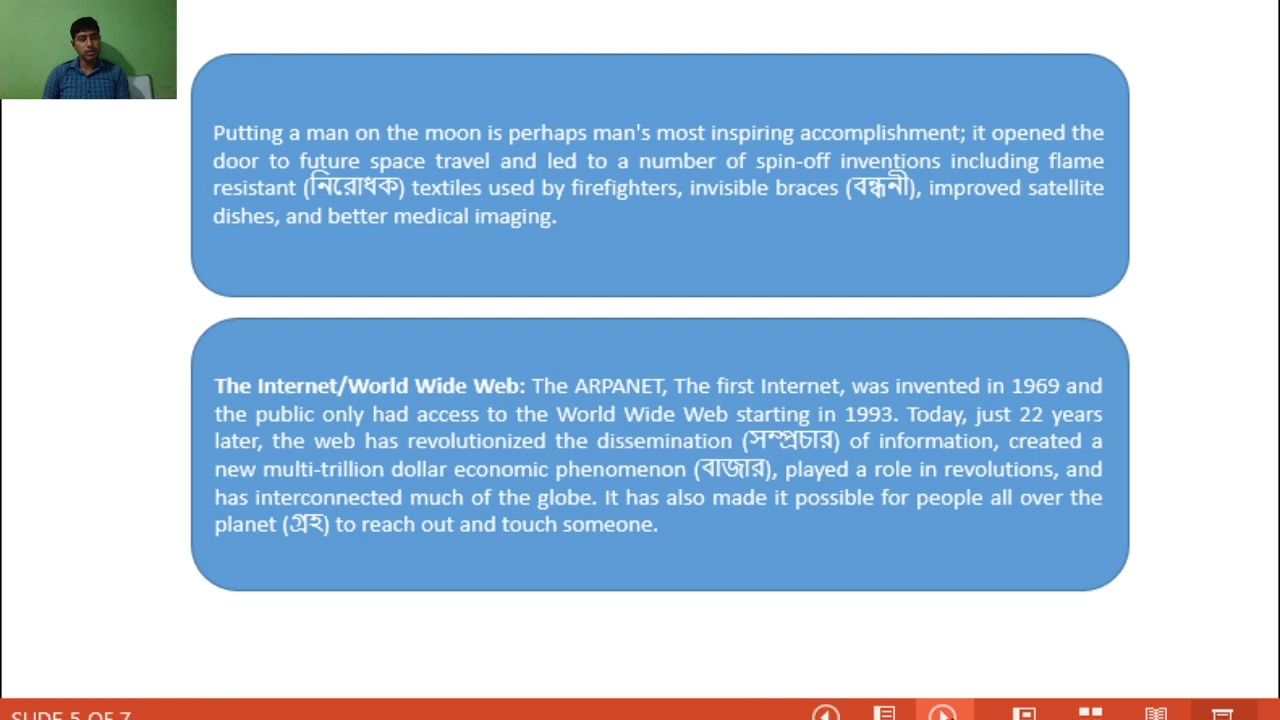 Putting a man on the moon is perhaps man's most inspiring accomplishment; it opened the
door to future space travel and led to a number of spin-off inventions including flame
resistant (নিরোধক) textiles used by firefighters, invisible braces (বন্ধনী), improved satellite
dishes, and better medical imaging.
The Internet/World Wide Web: The ARPANET, The first Internet, was invented in 1969 and
the public only had access to the World Wide Web starting in 1993. Today, just 22 years
later, the web has revolutionized the dissemination (সম্প্রচার) of information, created a
new multi-trillion dollar economic phenomenon (বাজার), played a role in revolutions, and
has interconnected much of the globe. It has also made it possible for people all over the
planet (গ্রহ) to reach out and touch someone.
SLIDE 5 OF 7